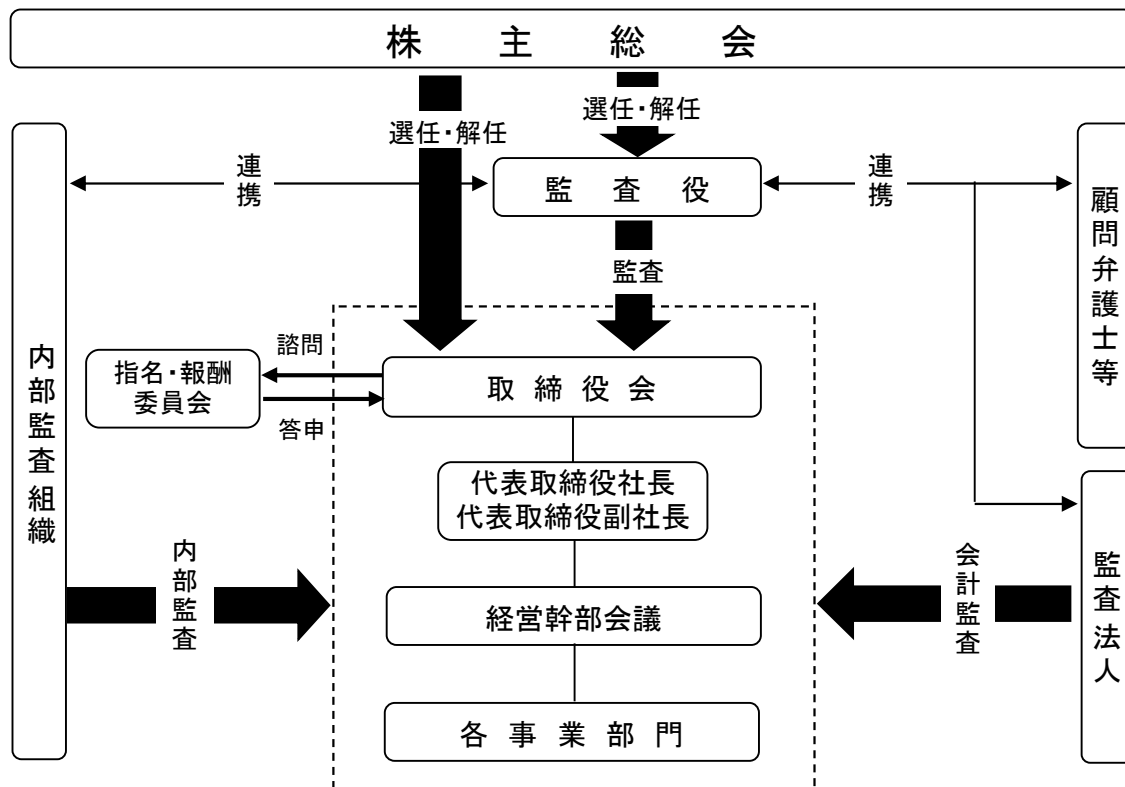 株主総会
選任・解任
選任・解任
連携
監査役
連携
顧問弁護士等
監査
内部監査組織
諮問
指名・報酬
委員会
答申
取締役会
代表取締役社長
代表取締役副社長
内部監査
経営幹部会議
会計監査
監査法人
各事業部門